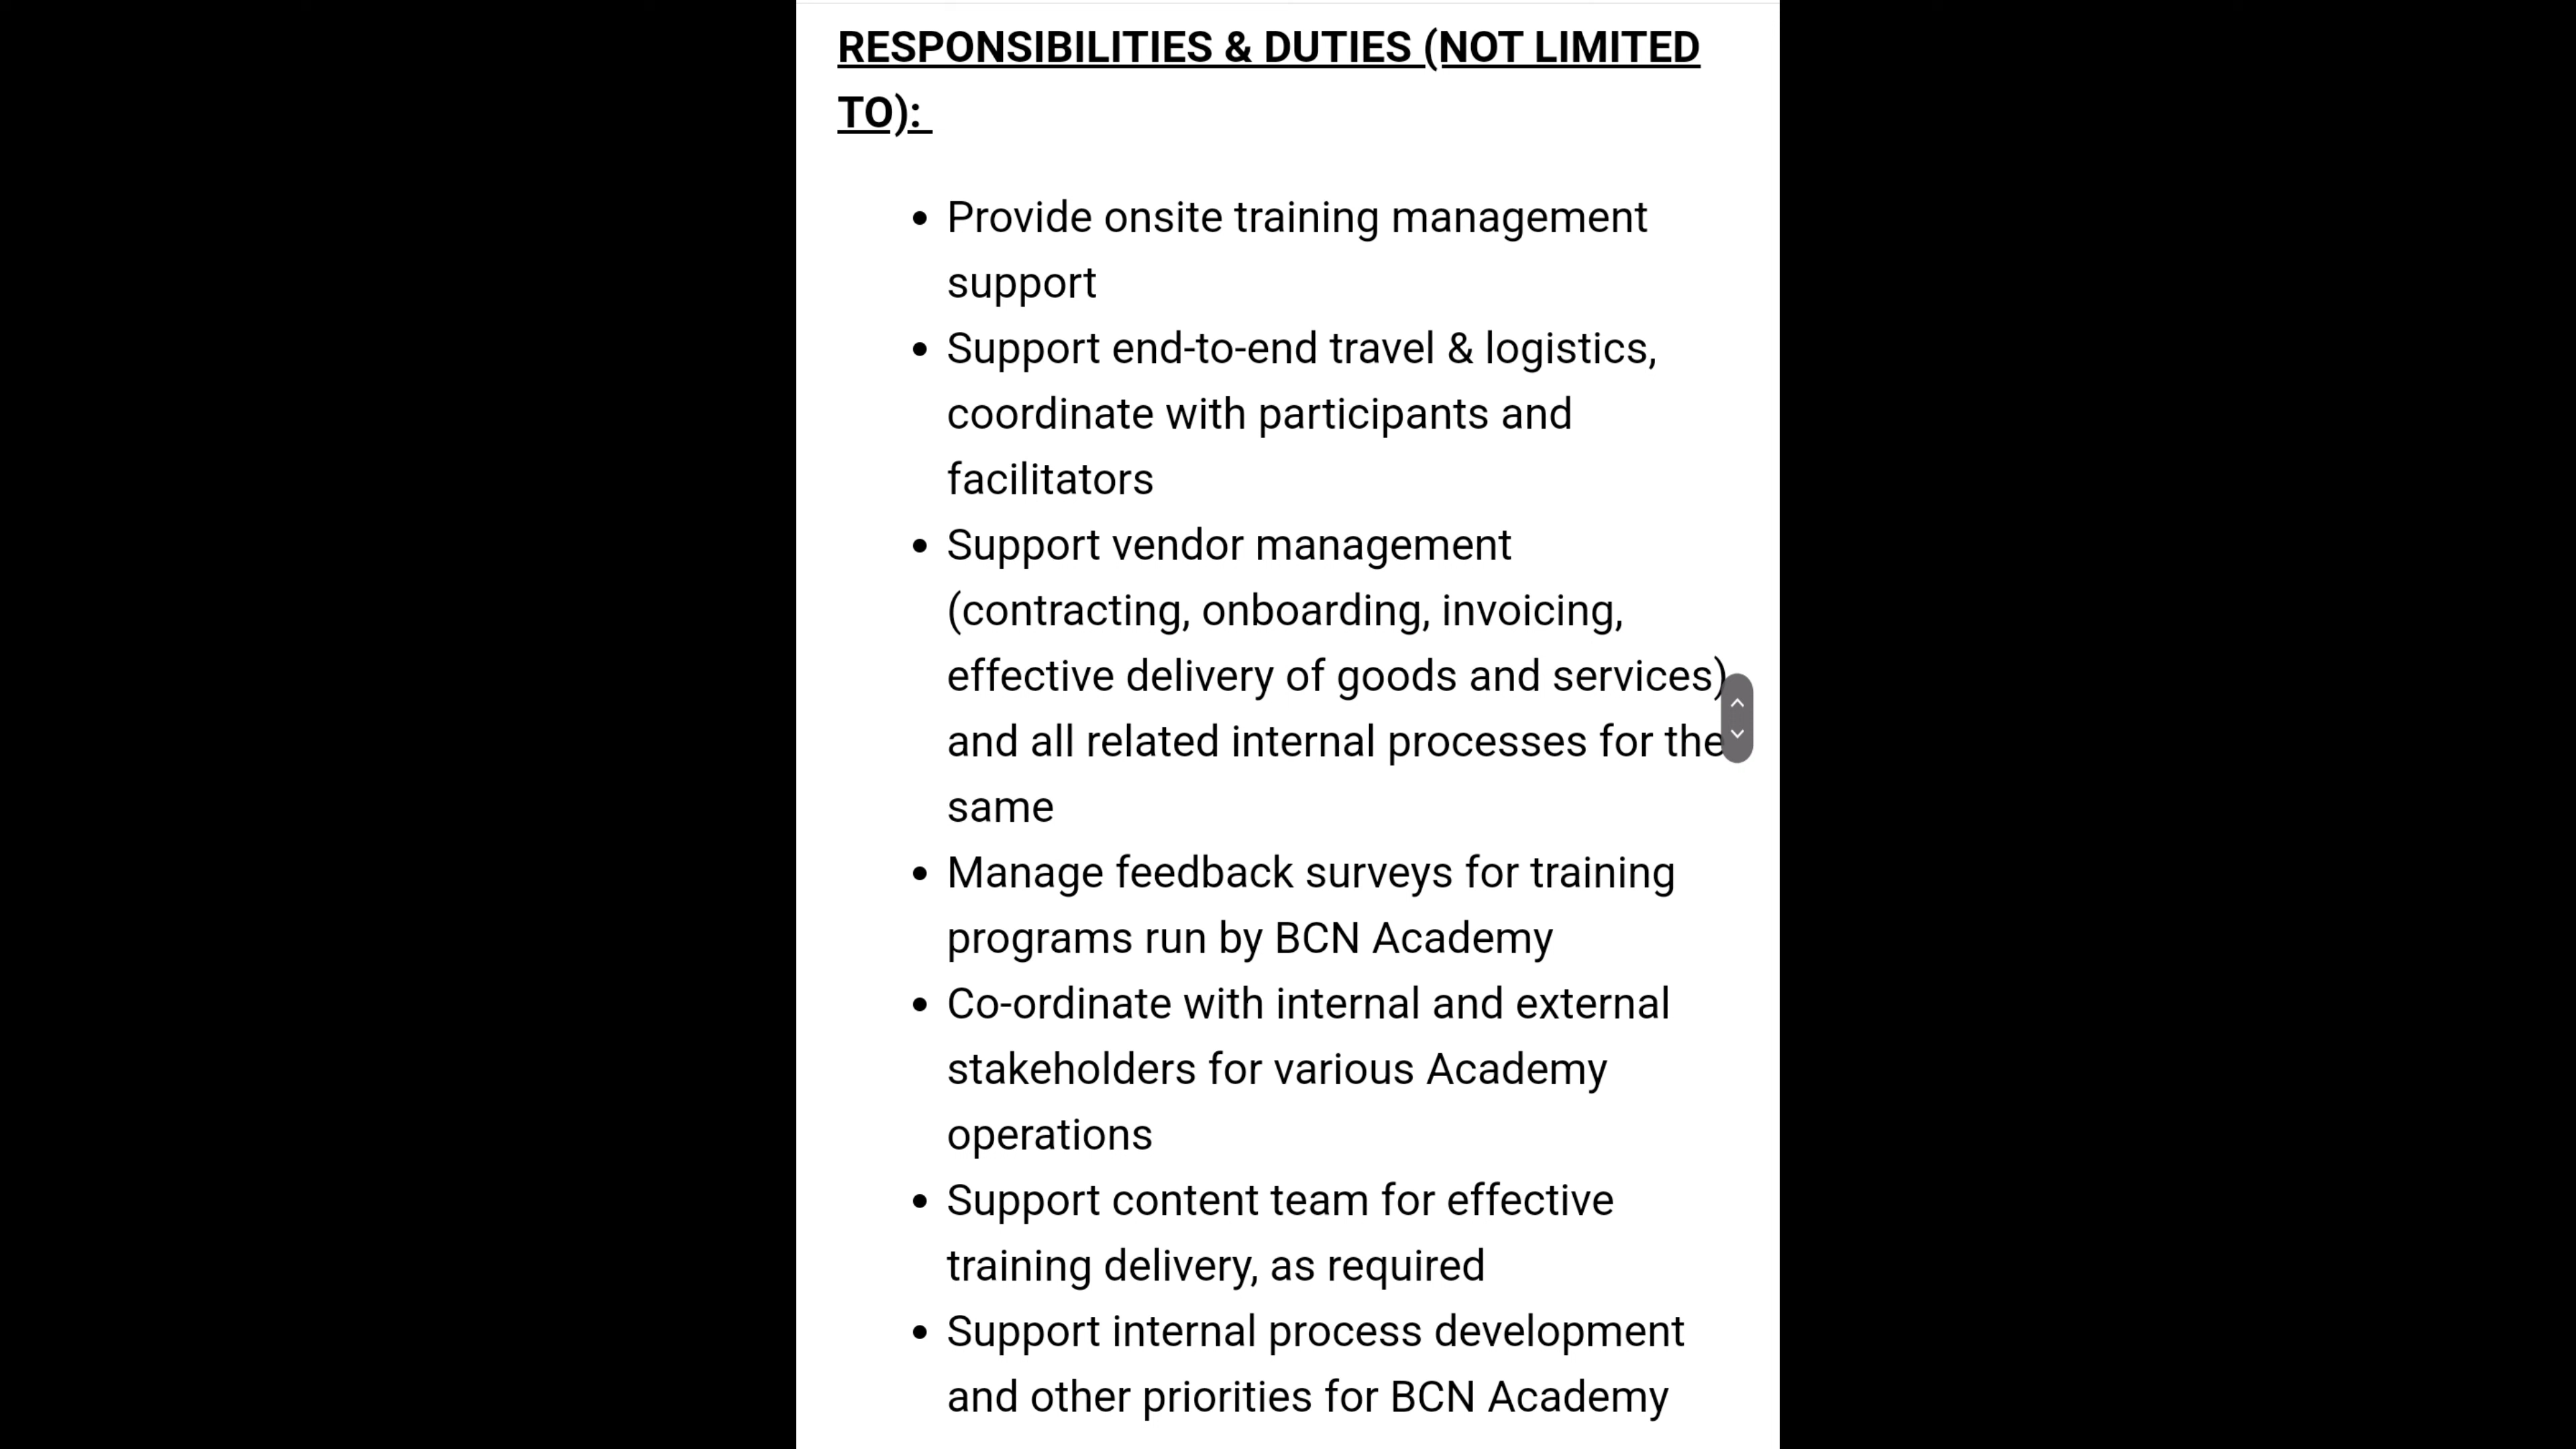 RESPONSIBILITIES & DUTIES (NOT LIMITED
TO):
• Provide onsite training management
support
• Support end-to-end travel & logistics,
coordinate with participants and
facilitators
• Support vendor management
(contracting, onboarding, invoicing,
effective delivery of goods and services)
and all related internal processes for the
same
• Manage feedback surveys for training
programs run by BCN Academy
• Co-ordinate with internal and external
stakeholders for various Academy
operations
• Support content team for effective
training delivery, as required
• Support internal process development
and other priorities for BCN Academy